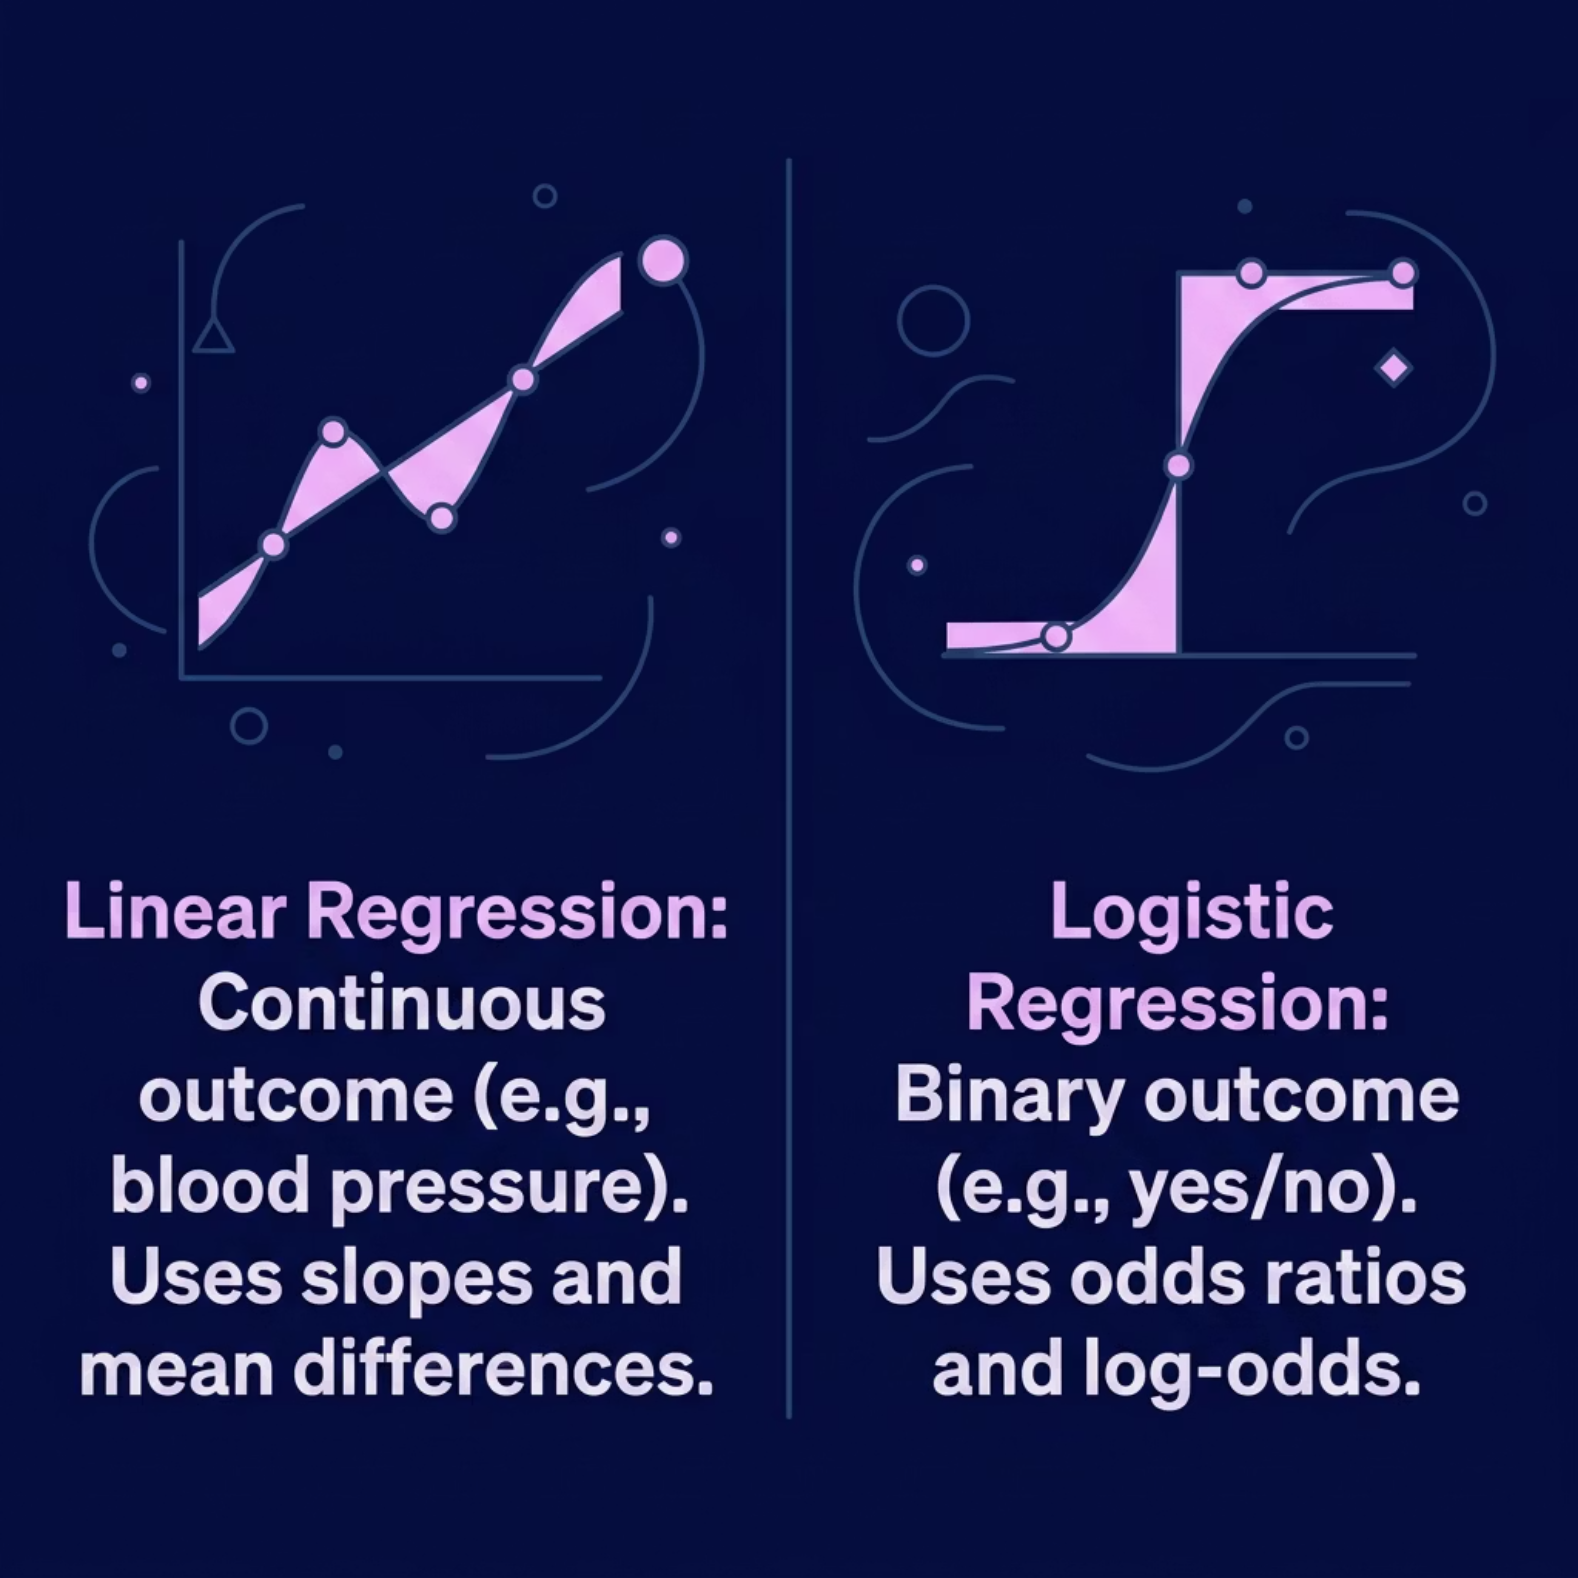 Linear Regression:
Continuous
outcome (e.g.,
blood pressure).
Uses slopes and
mean differences.
Logistic
Regression:
Binary outcome
(e.g., yes/no).
Uses odds ratios
and log-odds.